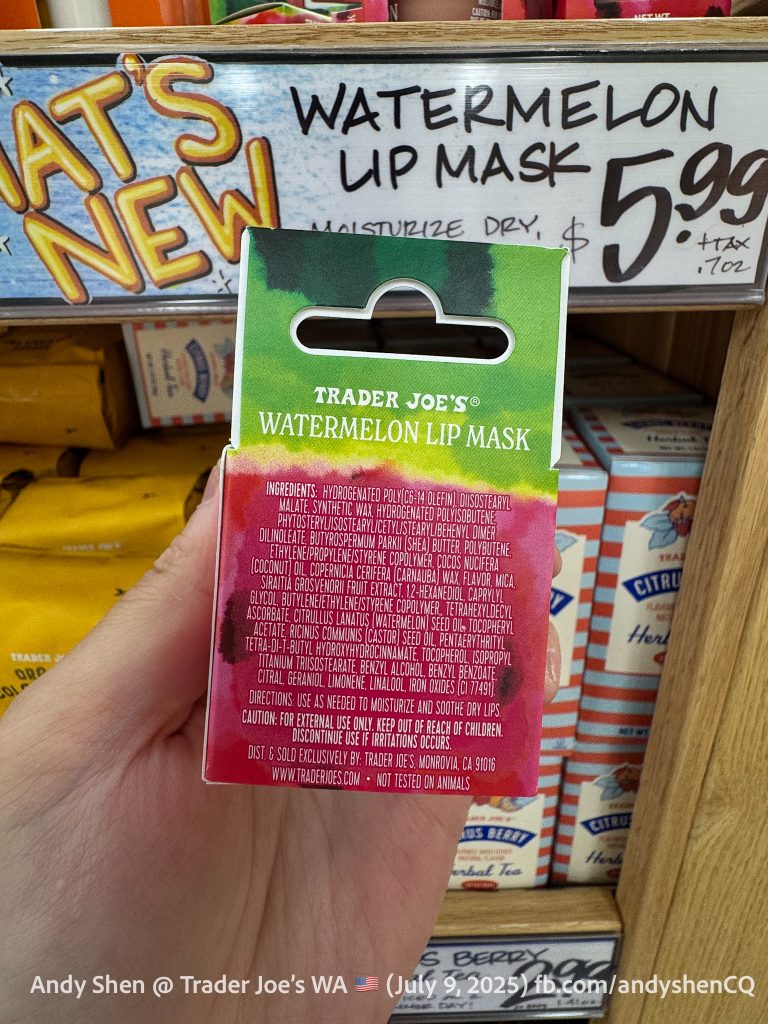 WHAT'S
NEW
WATERMELON
LIP MASK
MOISTURIZE DRY,
$5.99
+TAX
.7OZ
TRADER JOE'S®
WATERMELON LIP MASK
INGREDIENTS: HYDROGENATED POLY(C6-14 OLEFIN), DIISOSTEARYL
MALATE, SYNTHETIC WAX, HYDROGENATED POLYISOBUTENE,
PHYTOSTERYL/ISOSTEARYL/CETYL/STEARYL/BEHENYL DIMER
DILINOLEATE, BUTYROSPERMUM PARKII (SHEA) BUTTER, POLYBUTENE,
ETHYLENE/PROPYLENE/STYRENE COPOLYMER, COCOS NUCIFERA
(COCONUT) OIL, COPERNICIA CERIFERA (CARNAUBA) WAX, FLAVOR, MICA,
SIRAITIA GROSVENORII FRUIT EXTRACT, 1,2-HEXANEDIOL, CAPRYLYL
GLYCOL, BUTYLENE/ETHYLENE/STYRENE COPOLYMER, TETRAHEXYLDECYL
ASCORBATE, CITRULLUS LANATUS (WATERMELON) SEED OIL, TOCOPHERYL
ACETATE, RICINUS COMMUNIS (CASTOR) SEED OIL, PENTAERYTHRITYL
TETRA-DI-T-BUTYL HYDROXYHYDROCINNAMATE, TOCOPHEROL, ISOPROPYL
TITANIUM TRIISOSTEARATE, BENZYL ALCOHOL, BENZYL BENZOATE,
CITRAL, GERANIOL, LIMONENE, LINALOOL, IRON OXIDES (CI 77491).
DIRECTIONS: USE AS NEEDED TO MOISTURIZE AND SOOTHE DRY LIPS.
CAUTION: FOR EXTERNAL USE ONLY. KEEP OUT OF REACH OF CHILDREN.
DISCONTINUE USE IF IRRITATIONS OCCURS.
DIST. & SOLD EXCLUSIVELY BY: TRADER JOE'S, MONROVIA, CA 91016
WWW.TRADERJOES.COM • NOT TESTED ON ANIMALS
CITRUS BERRY
Herbal Tea
Andy Shen @ Trader Joe's WA 🇺🇸 (July 9, 2025) fb.com/andyshenCQ